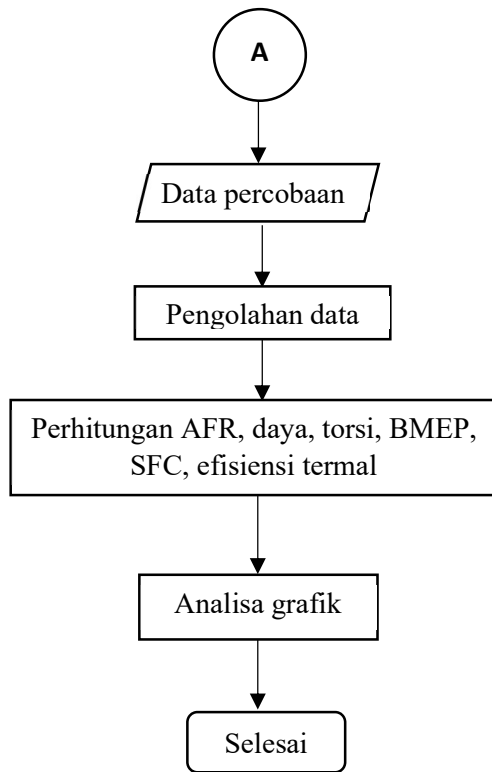 A
Data percobaan
Pengolahan data
Perhitungan AFR, daya, torsi, BMEP,
SFC, efisiensi termal
Analisa grafik
Selesai